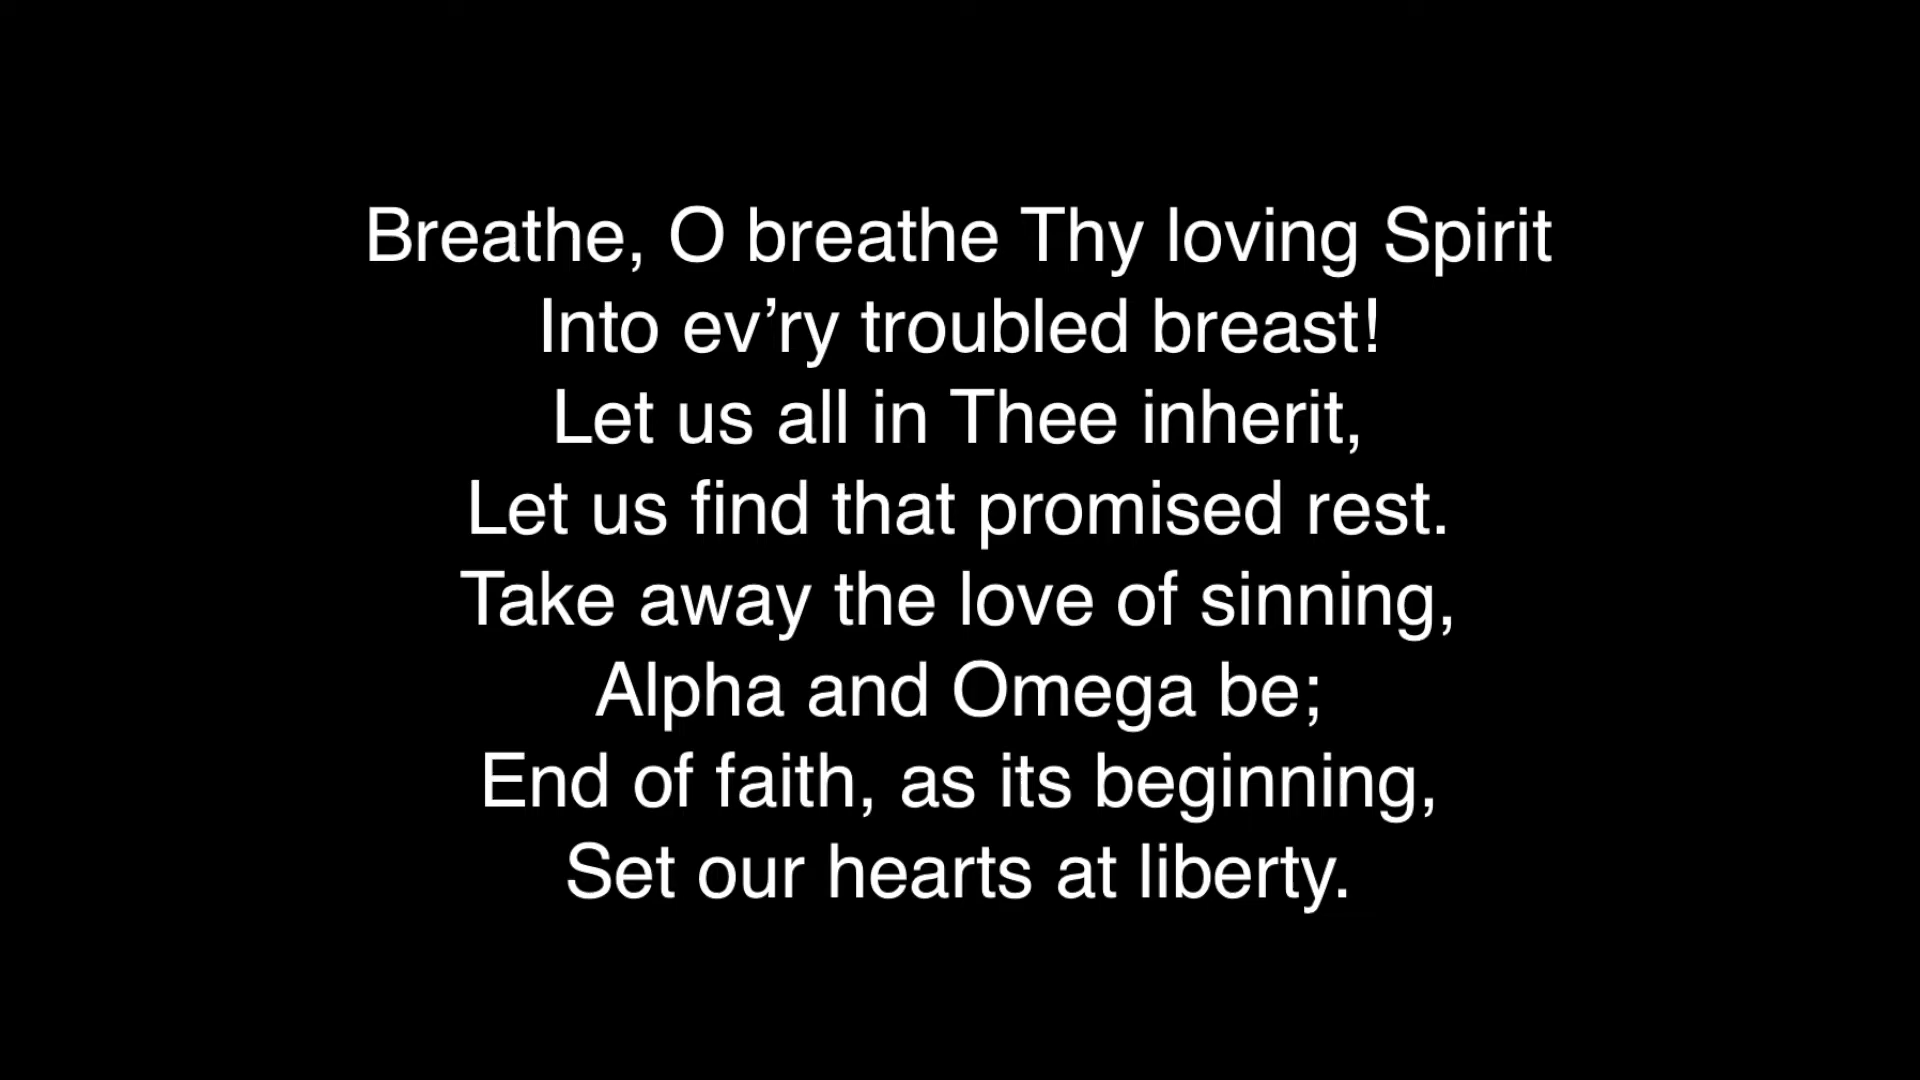 Breathe, O breathe Thy loving Spirit
Into ev’ry troubled breast!
Let us all in Thee inherit,
Let us find that promised rest.
Take away the love of sinning,
Alpha and Omega be;
End of faith, as its beginning,
Set our hearts at liberty.